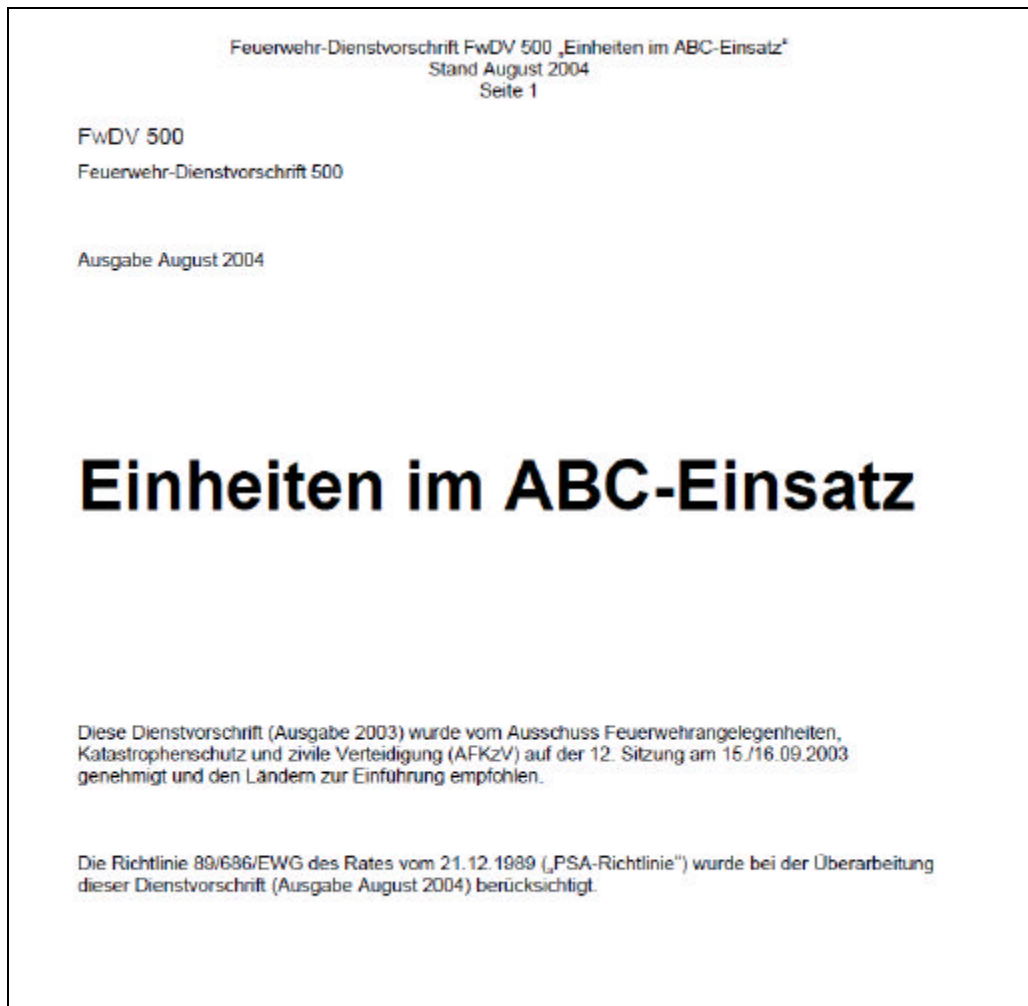 Feuerwehr-Dienstvorschrift FwDV 500 „Einheiten im ABC-Einsatz“
Stand August 2004
Seite 1
FwDV 500
Feuerwehr-Dienstvorschrift 500
Ausgabe August 2004
Einheiten im ABC-Einsatz
Diese Dienstvorschrift (Ausgabe 2003) wurde vom Ausschuss Feuerwehrangelegenheiten,
Katastrophenschutz und zivile Verteidigung (AFKzV) auf der 12. Sitzung am 15./16.09.2003
genehmigt und den Ländern zur Einführung empfohlen.
Die Richtlinie 89/686/EWG des Rates vom 21.12.1989 („PSA-Richtlinie“) wurde bei der Überarbeitung
dieser Dienstvorschrift (Ausgabe August 2004) berücksichtigt.